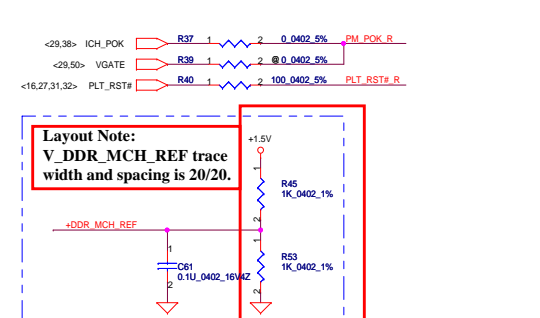 <29,38> ICH_POK R37 1 2 0_0402_5% PM_POK_R
<29,50> VGATE R39 1 2 @ 0_0402_5%
<16,27,31,32> PLT_RST# R40 1 2 100_0402_5% PLT_RST#_R
Layout Note:
V_DDR_MCH_REF trace
width and spacing is 20/20.
+1.5V
1
R45
1K_0402_1%
2
+DDR_MCH_REF
1
C61
0.1U_0402_16V4Z
2
1
R53
1K_0402_1%
2